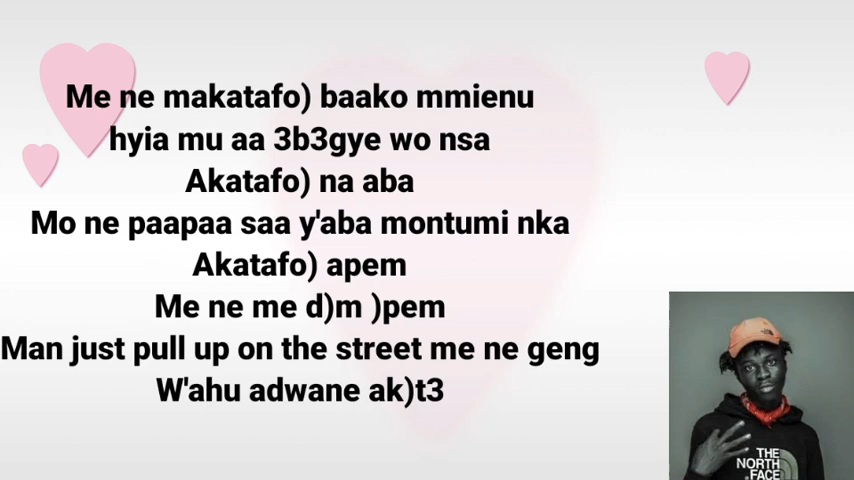 Me ne makatafo) baako mmienu
hyia mu aa 3b3gye wo nsa
Akatafo) na aba
Mo ne paapaa saa y'aba montumi nka
Akatafo) apem
Me ne me d)m )pem
Man just pull up on the street me ne geng
W'ahu adwane ak)t3
THE
NORTH
FACE